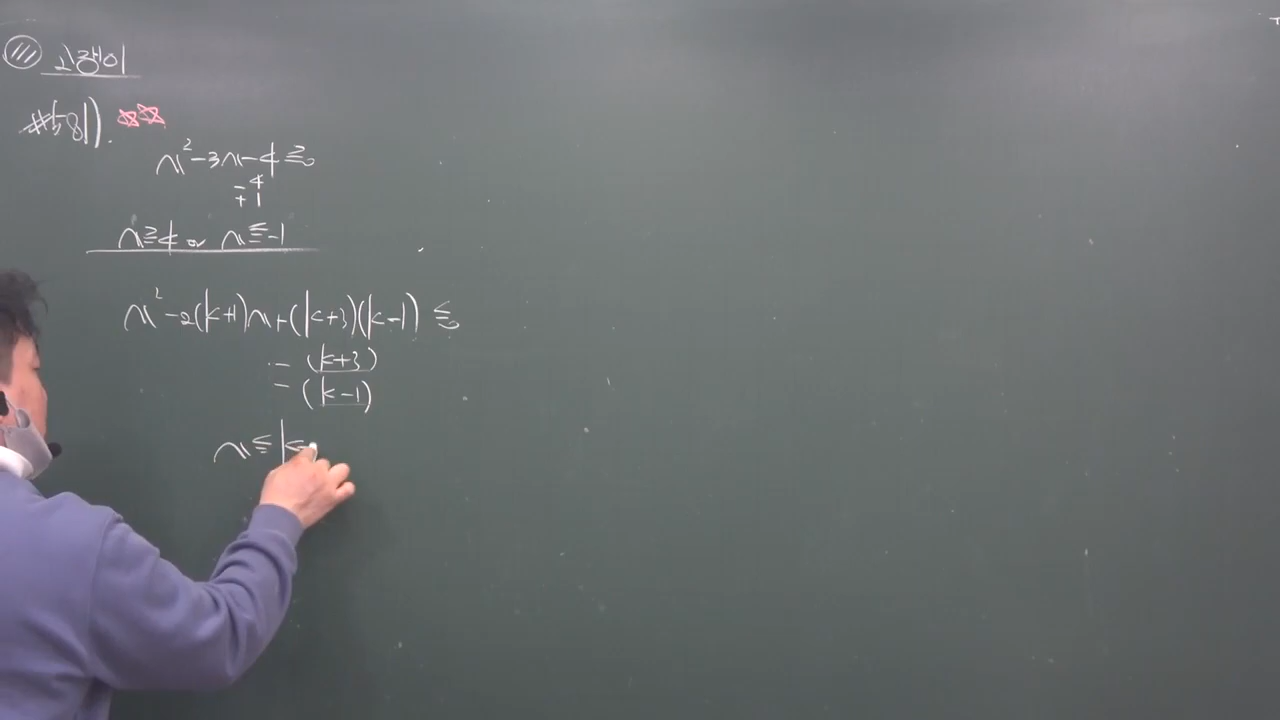 고쟁이
#581).
x²-3x-4≧0
-4
+1
x≧4 or x≦-1
x²-2(k+1)x+(k+3)(k-1)≦0
- (k+3)
- (k-1)
x≦k-